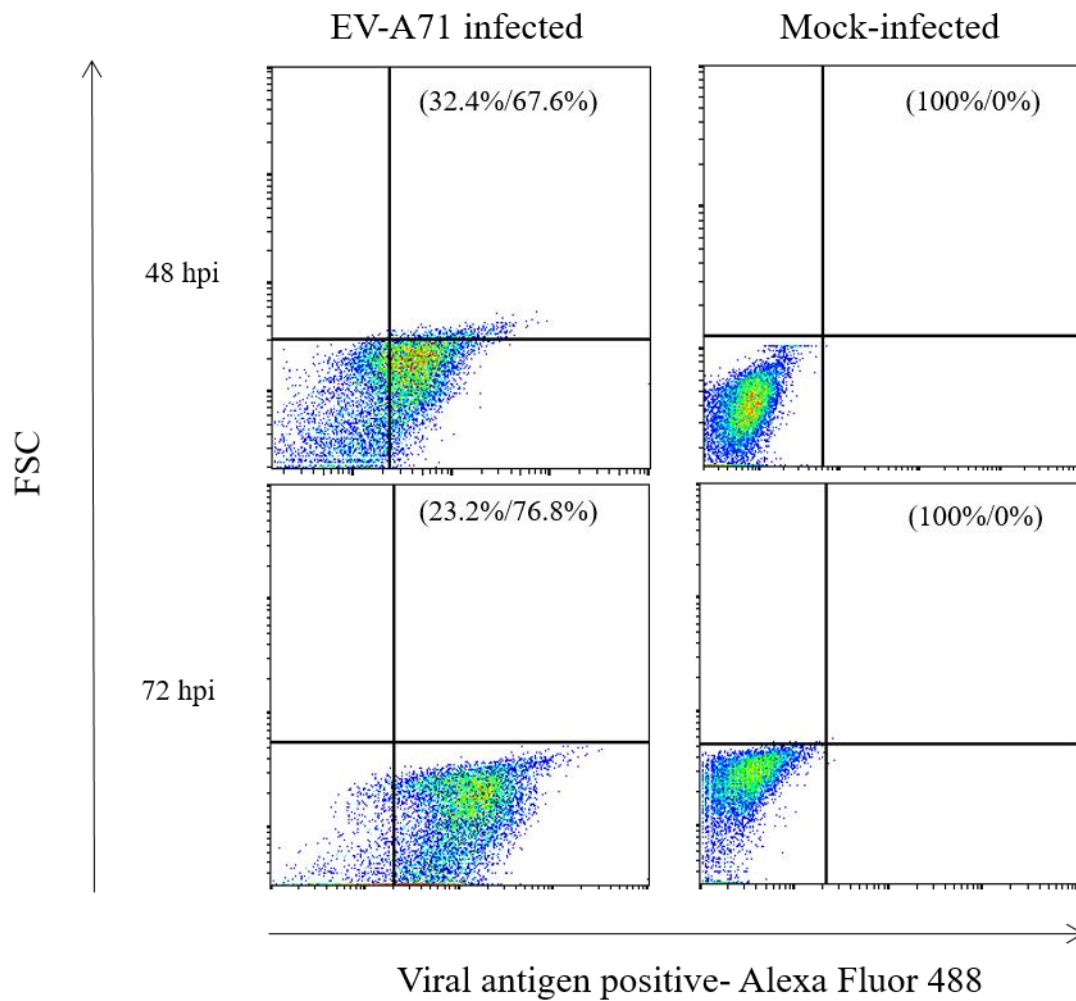 EV-A71 infected
Mock-infected
(32.4%/67.6%)
(100%/0%)
48 hpi
FSC
(23.2%/76.8%)
(100%/0%)
72 hpi
Viral antigen positive- Alexa Fluor 488